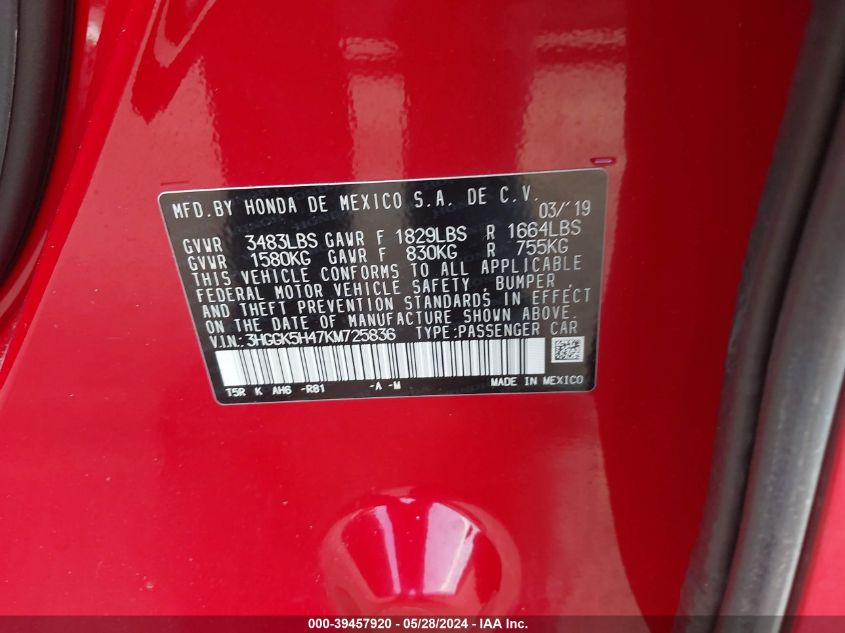 MFD.BY HONDA DE MEXICO S.A. DE C.V. 03/'19
GVWR 3483LBS GAWR F 1829LBS R 1664LBS
GVWR 1580KG GAWR F 830KG R 755KG
THIS VEHICLE CONFORMS TO ALL APPLICABLE
FEDERAL MOTOR VEHICLE SAFETY, BUMPER,
AND THEFT PREVENTION STANDARDS IN EFFECT
ON THE DATE OF MANUFACTURE SHOWN ABOVE.
V.I.N.:3HGGK5H47KM725836 TYPE:PASSENGER CAR
T5R K AH6 -R81 -A -M MADE IN MEXICO
000-39457920 / 05/28/2024 - IAA Inc.